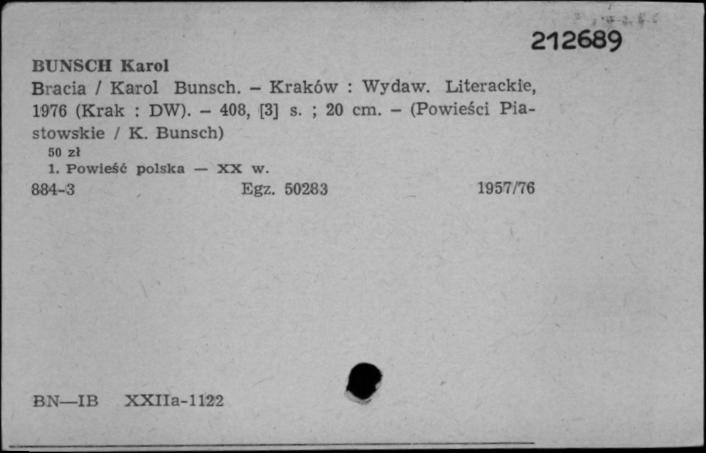 212689
BUNSCH Karol
Bracia / Karol Bunsch. – Kraków : Wydaw. Literackie,
1976 (Krak : DW). – 408, [3] s. ; 20 cm. – (Powieści Pia-
stowskie / K. Bunsch)
50 zł
1. Powieść polska — XX w.
884-3 Egz. 50283 1957/76
BN—IB XXIIa-1122